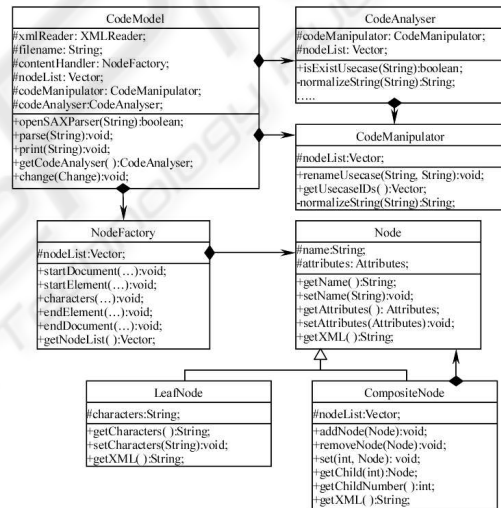 CodeModel
#xmlReader: XMLReader;
#filename: String;
#contentHandler: NodeFactory;
#nodeList: Vector;
#codeManipulator: CodeManipulator;
#codeAnalyser:CodeAnalyser;
+openSAXParser(String):boolean;
+parse(String):void;
+print(String):void;
+getCodeAnalyser( ):CodeAnalyser;
+change(Change):void;
CodeAnalyser
#codeManipulator: CodeManipulator;
#nodeList: Vector;
+isExistUsecase(String):boolean;
-normalizeString(String):String;
.....
CodeManipulator
#nodeList:Vector;
+renameUsecase(String, String):void;
+getUsecaseIDs( ):Vector;
-normalizeString(String):String;
NodeFactory
#nodeList:Vector;
+startDocument(…):void;
+startElement(…):void;
+characters(…):void;
+endElement(…):void;
+endDocument(…):void;
+getNodeList( ):Vector;
Node
#name:String;
#attributes: Attributes;
+getName( ):String;
+setName(String):void;
+getAttributes( ): Attributes;
+setAttributes(Attributes):void;
+getXML( ):String;
LeafNode
#characters:String;
+getCharacters( ):String;
+setCharacters(String):void;
+getXML( ):String;
CompositeNode
#nodeList:Vector;
+addNode(Node):void;
+removeNode(Node):void;
+set(int, Node): void;
+getChild(int):Node;
+getChildNumber( ):int;
+getXML( ):String;